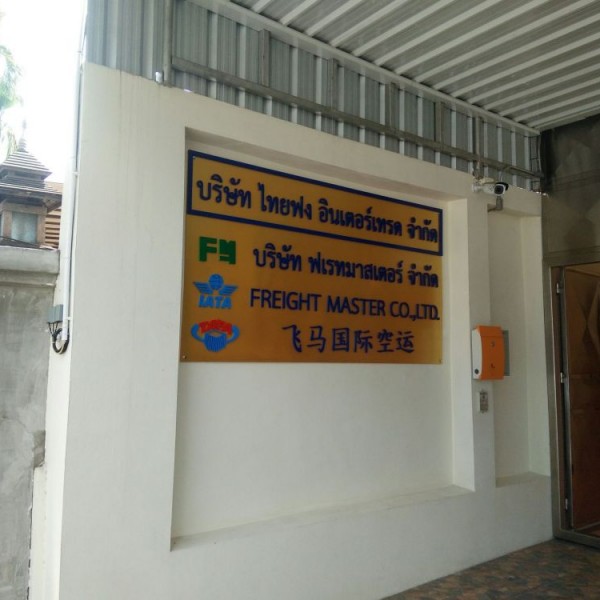 บริษัท ไทยฟง อินเตอร์เทรด จำกัด
บริษัท ฟเรทมาสเตอร์ จำกัด
IATA
FREIGHT MASTER CO.,LTD.
飞马国际空运